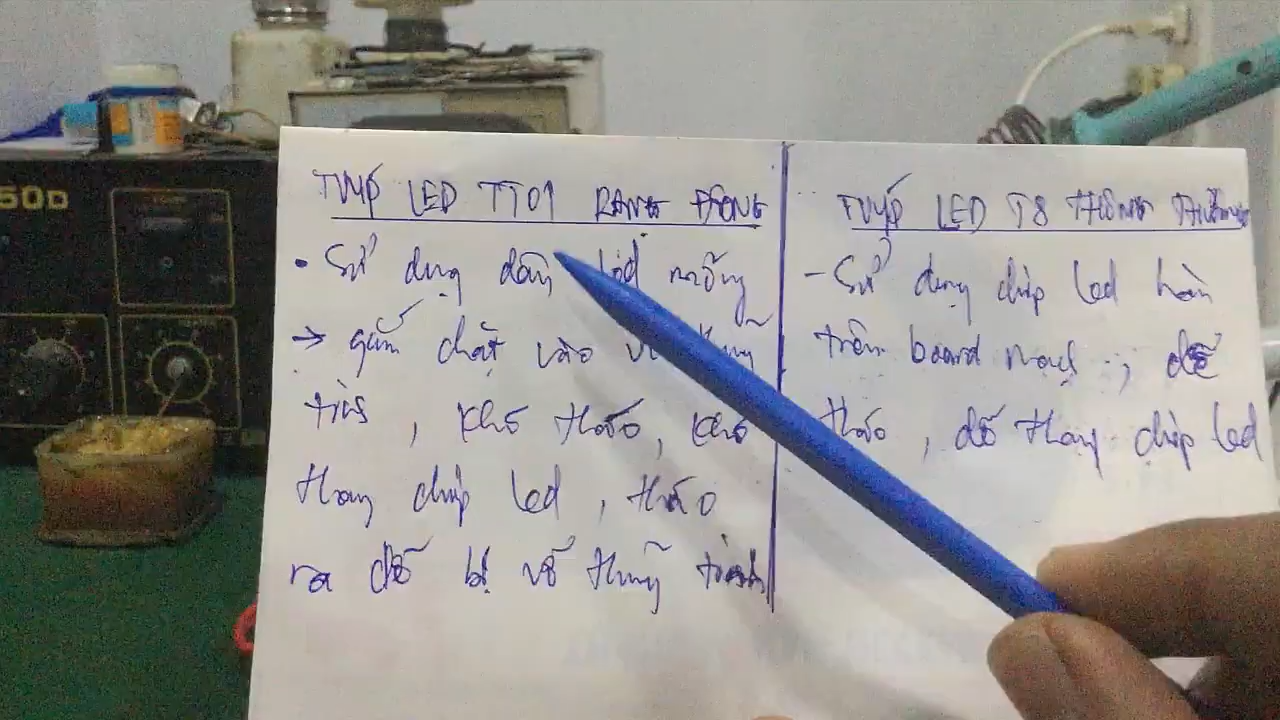 50D
TUÝP LED TT01 RẠNG ĐÔNG
• Sử dụng dây led mỏng
→ gắn chặt vào
, khó tháo, khó
thay chip led, tháo
ra dễ bị vỡ thủy tinh
TUÝP LED T8 THÔNG THƯỜNG
- Sử dụng chip led hàn
trên board mạch, dễ
tháo, dễ thay chip led